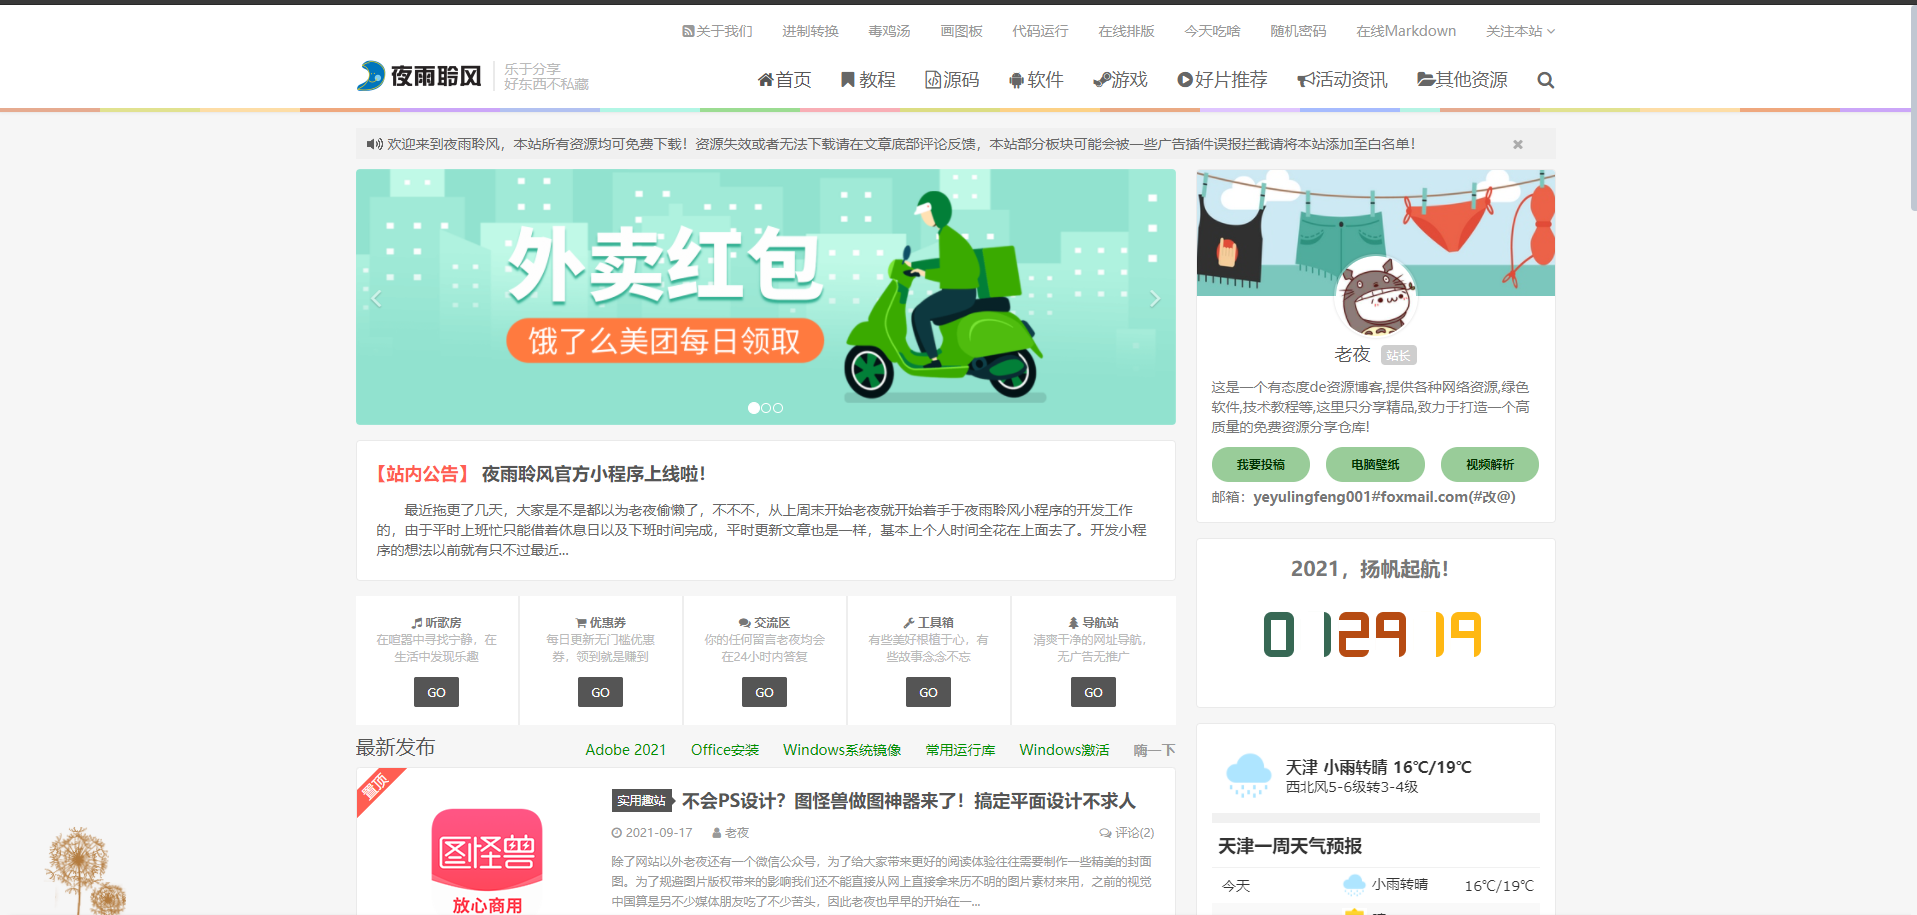 关于我们 进制转换 毒鸡汤 画图板 代码运行 在线排版 今天吃啥 随机密码 在线Markdown 关注本站
夜雨聆风
乐于分享
好东西不私藏
首页 教程 源码 软件 游戏 好片推荐 活动资讯 其他资源
欢迎来到夜雨聆风，本站所有资源均可免费下载！资源失效或者无法下载请在文章底部评论反馈，本站部分板块可能会被一些广告插件误报拦截请将本站添加至白名单！
外卖红包
饿了么美团每日领取
老夜 站长
这是一个有态度de资源博客,提供各种网络资源,绿色
软件,技术教程等,这里只分享精品,致力于打造一个高
质量的免费资源分享仓库!
我要投稿 电脑壁纸 视频解析
邮箱：yeyulingfeng001#foxmail.com(#改@)
【站内公告】 夜雨聆风官方小程序上线啦！
最近拖更了几天，大家是不是都以为老夜偷懒了，不不不，从上周末开始老夜就开始着手于夜雨聆风小程序的开发工作
的，由于平时上班忙只能借着休息日以及下班时间完成，平时更新文章也是一样，基本上个人时间全花在上面去了。开发小程
序的想法以前就有只不过最近...
2021，扬帆起航！
0 129 19
听歌房
在喧嚣中寻找宁静，在
生活中发现乐趣
GO
优惠券
每日更新无门槛优惠
券，领到就是赚到
GO
交流区
你的任何留言老夜均会
在24小时内答复
GO
工具箱
有些美好根植于心，有
些故事念念不忘
GO
导航站
清爽干净的网址导航，
无广告无推广
GO
最新发布 Adobe 2021 Office安装 Windows系统镜像 常用运行库 Windows激活 嗨一下
置顶
图怪兽
放心商用
实用趣站 不会PS设计？图怪兽做图神器来了！搞定平面设计不求人
2021-09-17 老夜 评论(2)
除了网站以外老夜还有一个微信公众号，为了给大家带来更好的阅读体验往往需要制作一些精美的封面
图。为了规避图片版权带来的影响我们还不能直接从网上直接拿来历不明的图片素材来用，之前的视觉
中国算是另不少媒体朋友吃了不少苦头，因此老夜也早早的开始在一...
天津 小雨转晴 16℃/19℃
西北风5-6级转3-4级
天津一周天气预报
今天 小雨转晴 16℃/19℃